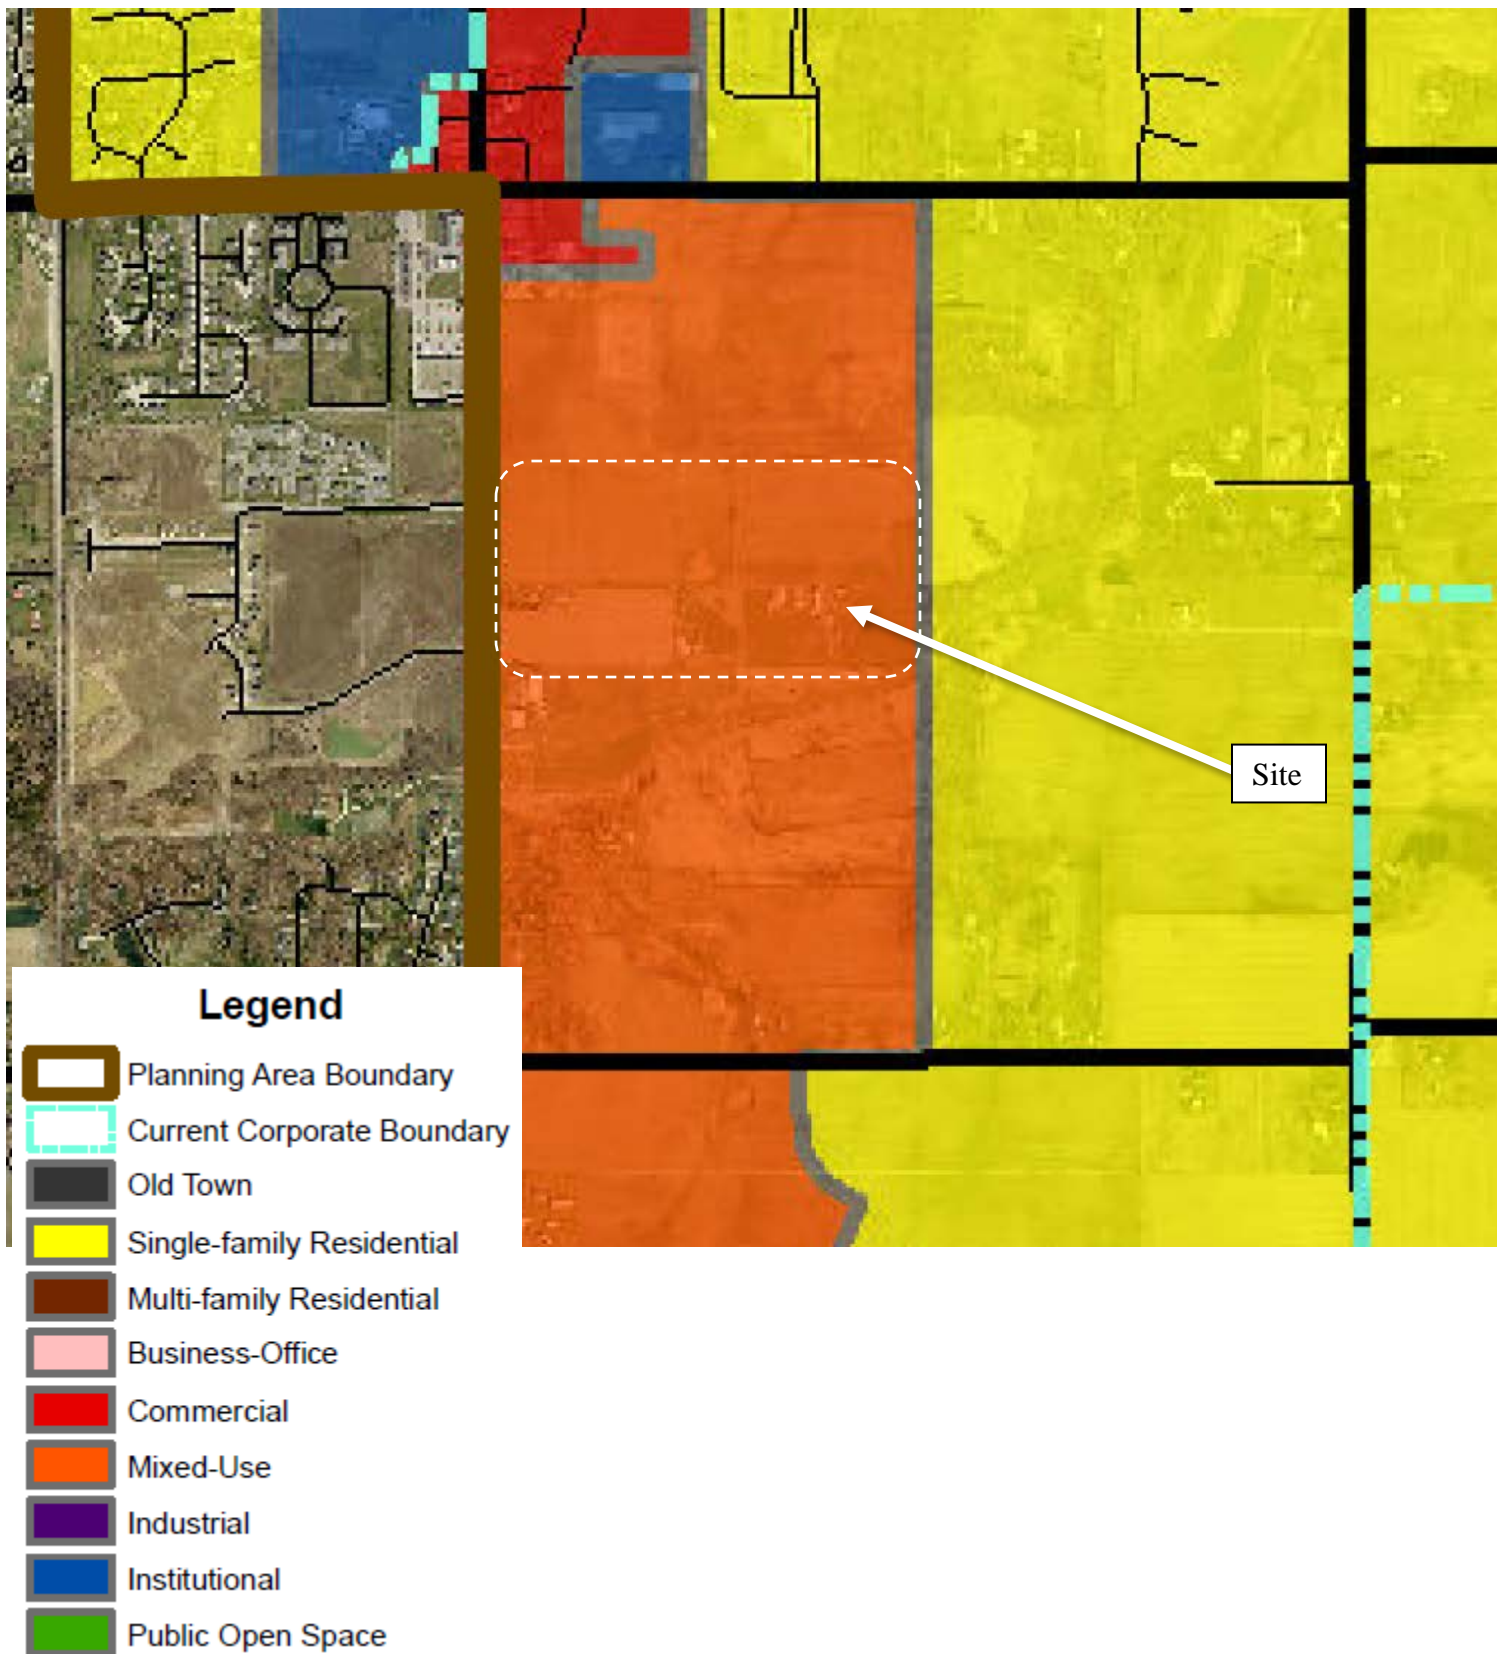 Site
Legend
Planning Area Boundary
Current Corporate Boundary
Old Town
Single-family Residential
Multi-family Residential
Business-Office
Commercial
Mixed-Use
Industrial
Institutional
Public Open Space